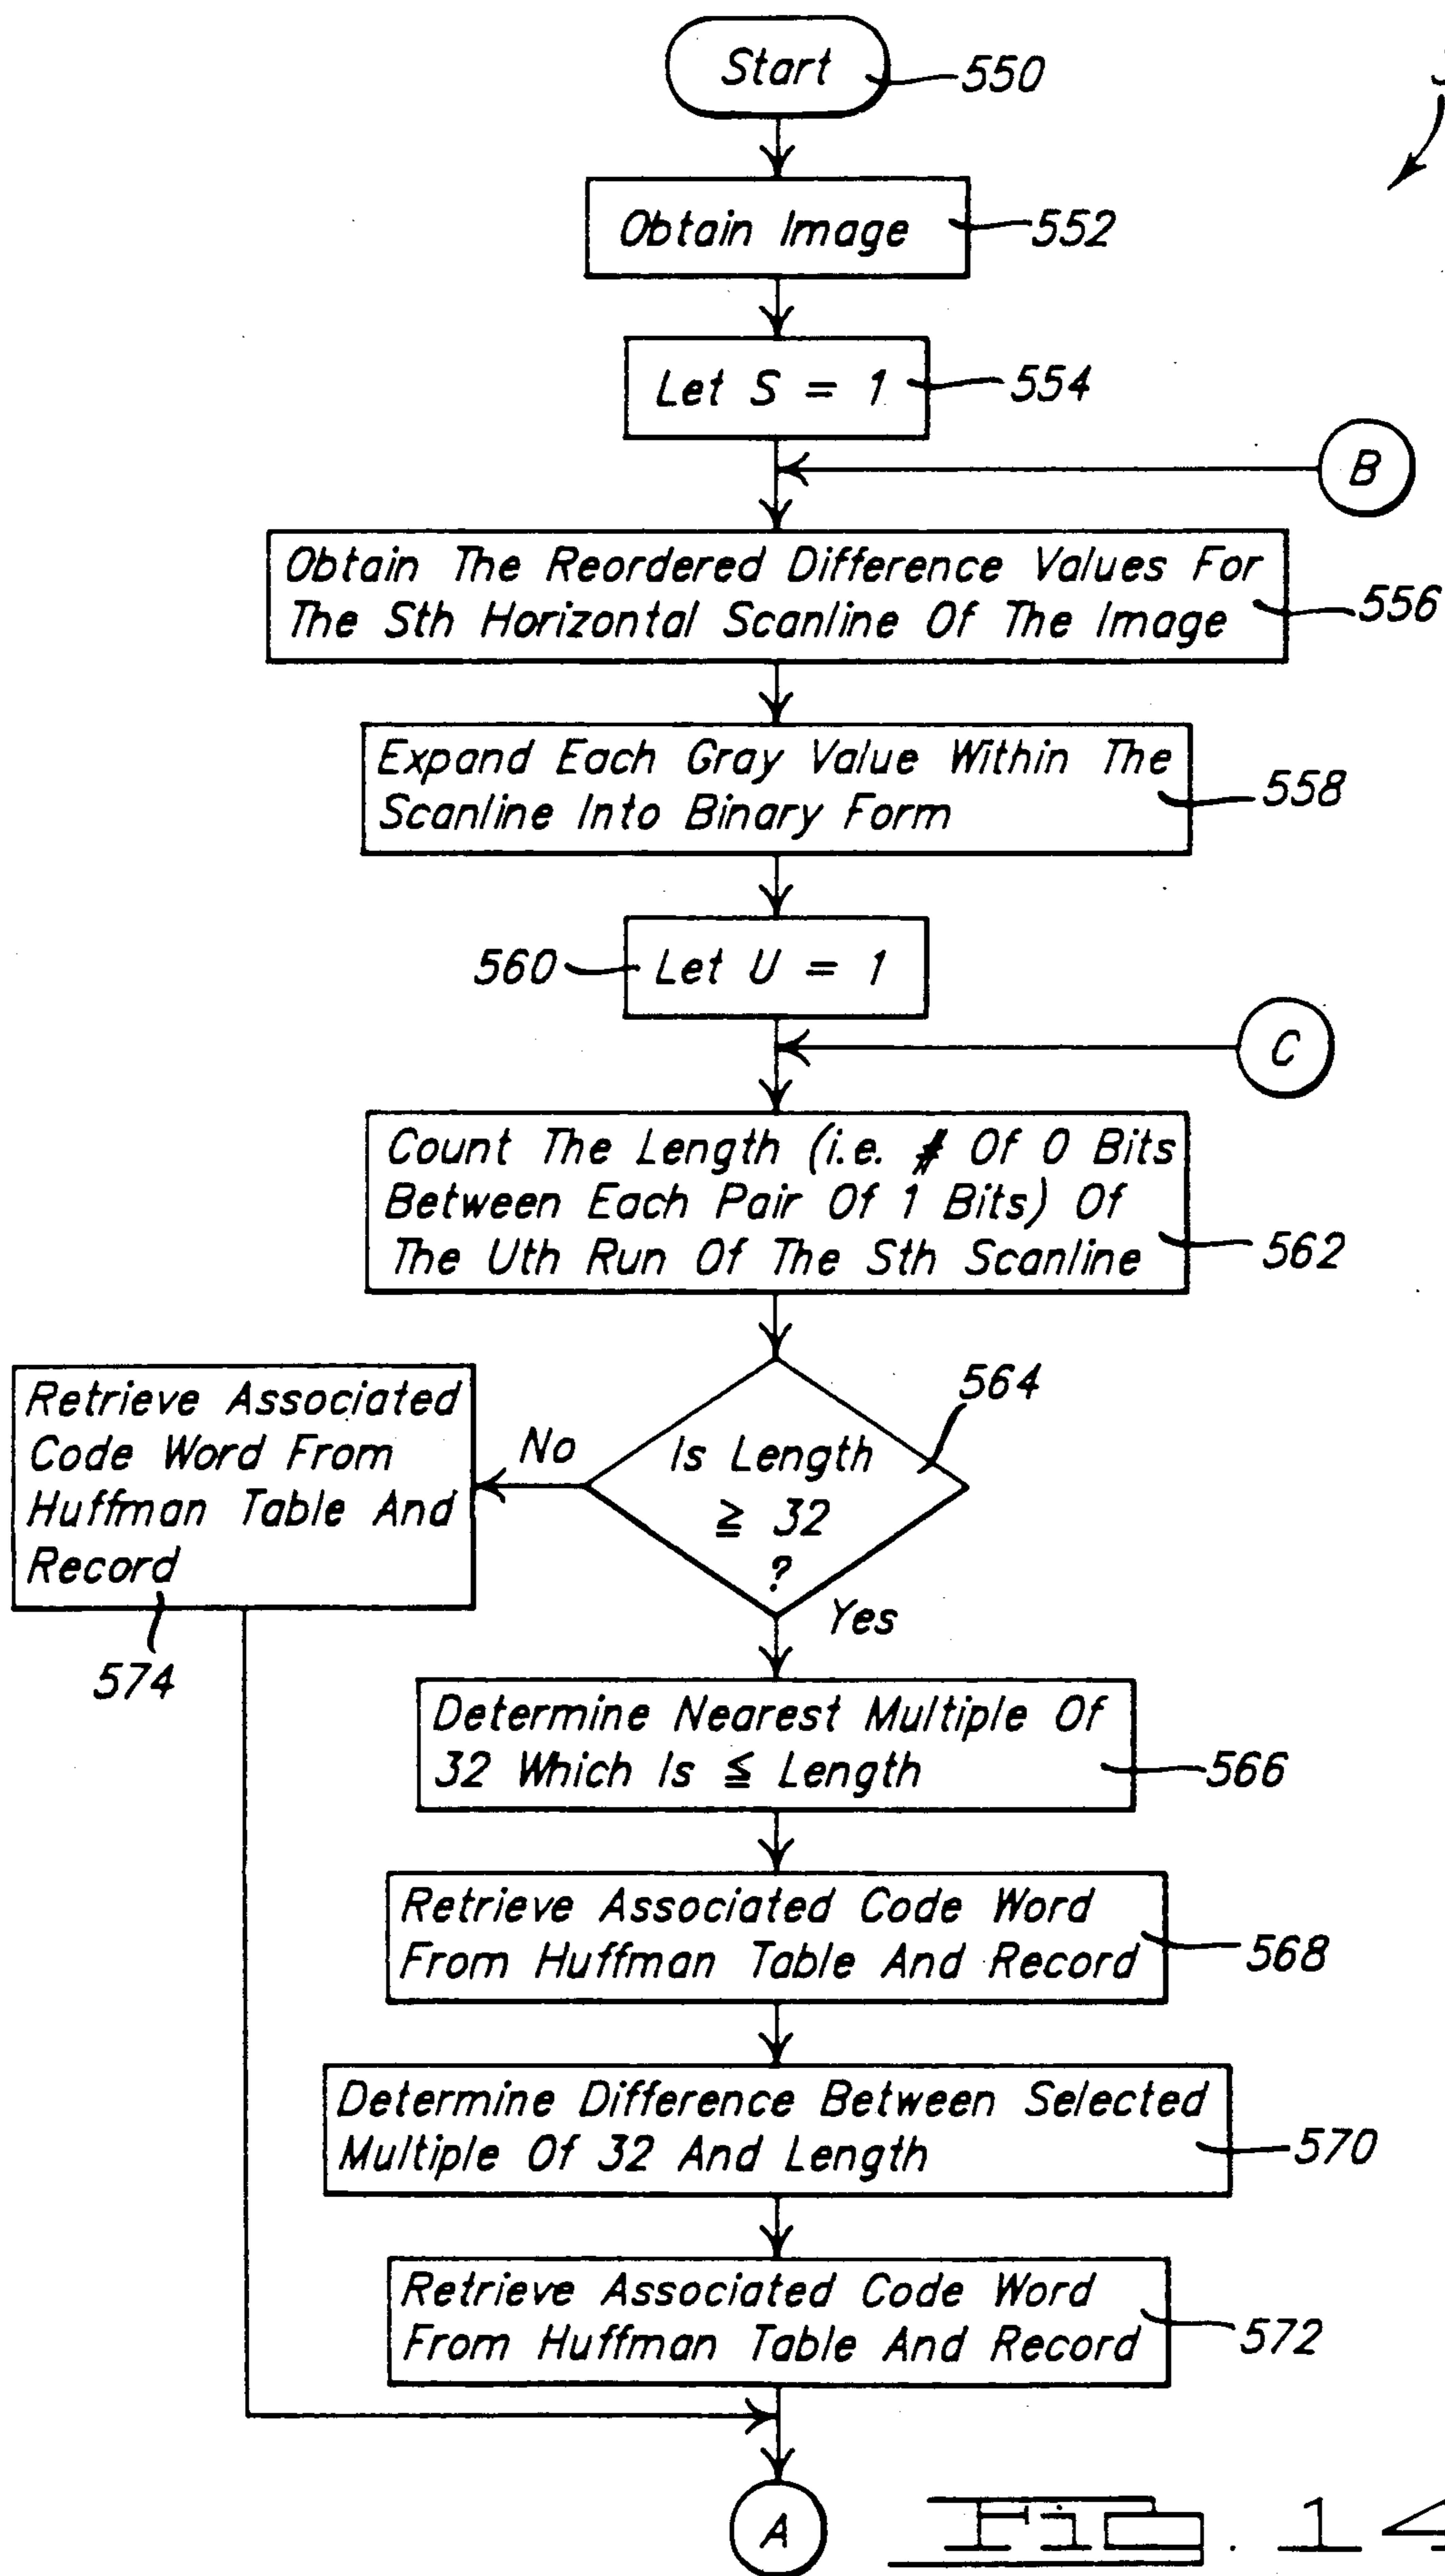 Start
550
Obtain Image
552
Let S = 1
554
B
Obtain The Reordered Difference Values For
The Sth Horizontal Scanline Of The Image
556
Expand Each Gray Value Within The
Scanline Into Binary Form
558
560
Let U = 1
C
Count The Length (i.e. # Of 0 Bits
Between Each Pair Of 1 Bits) Of
The Uth Run Of The Sth Scanline
562
564
Is Length
≧ 32
?
No
Yes
Retrieve Associated
Code Word From
Huffman Table And
Record
574
Determine Nearest Multiple Of
32 Which Is ≦ Length
566
Retrieve Associated Code Word
From Huffman Table And Record
568
Determine Difference Between Selected
Multiple Of 32 And Length
570
Retrieve Associated Code Word
From Huffman Table And Record
572
A
FIG. 14